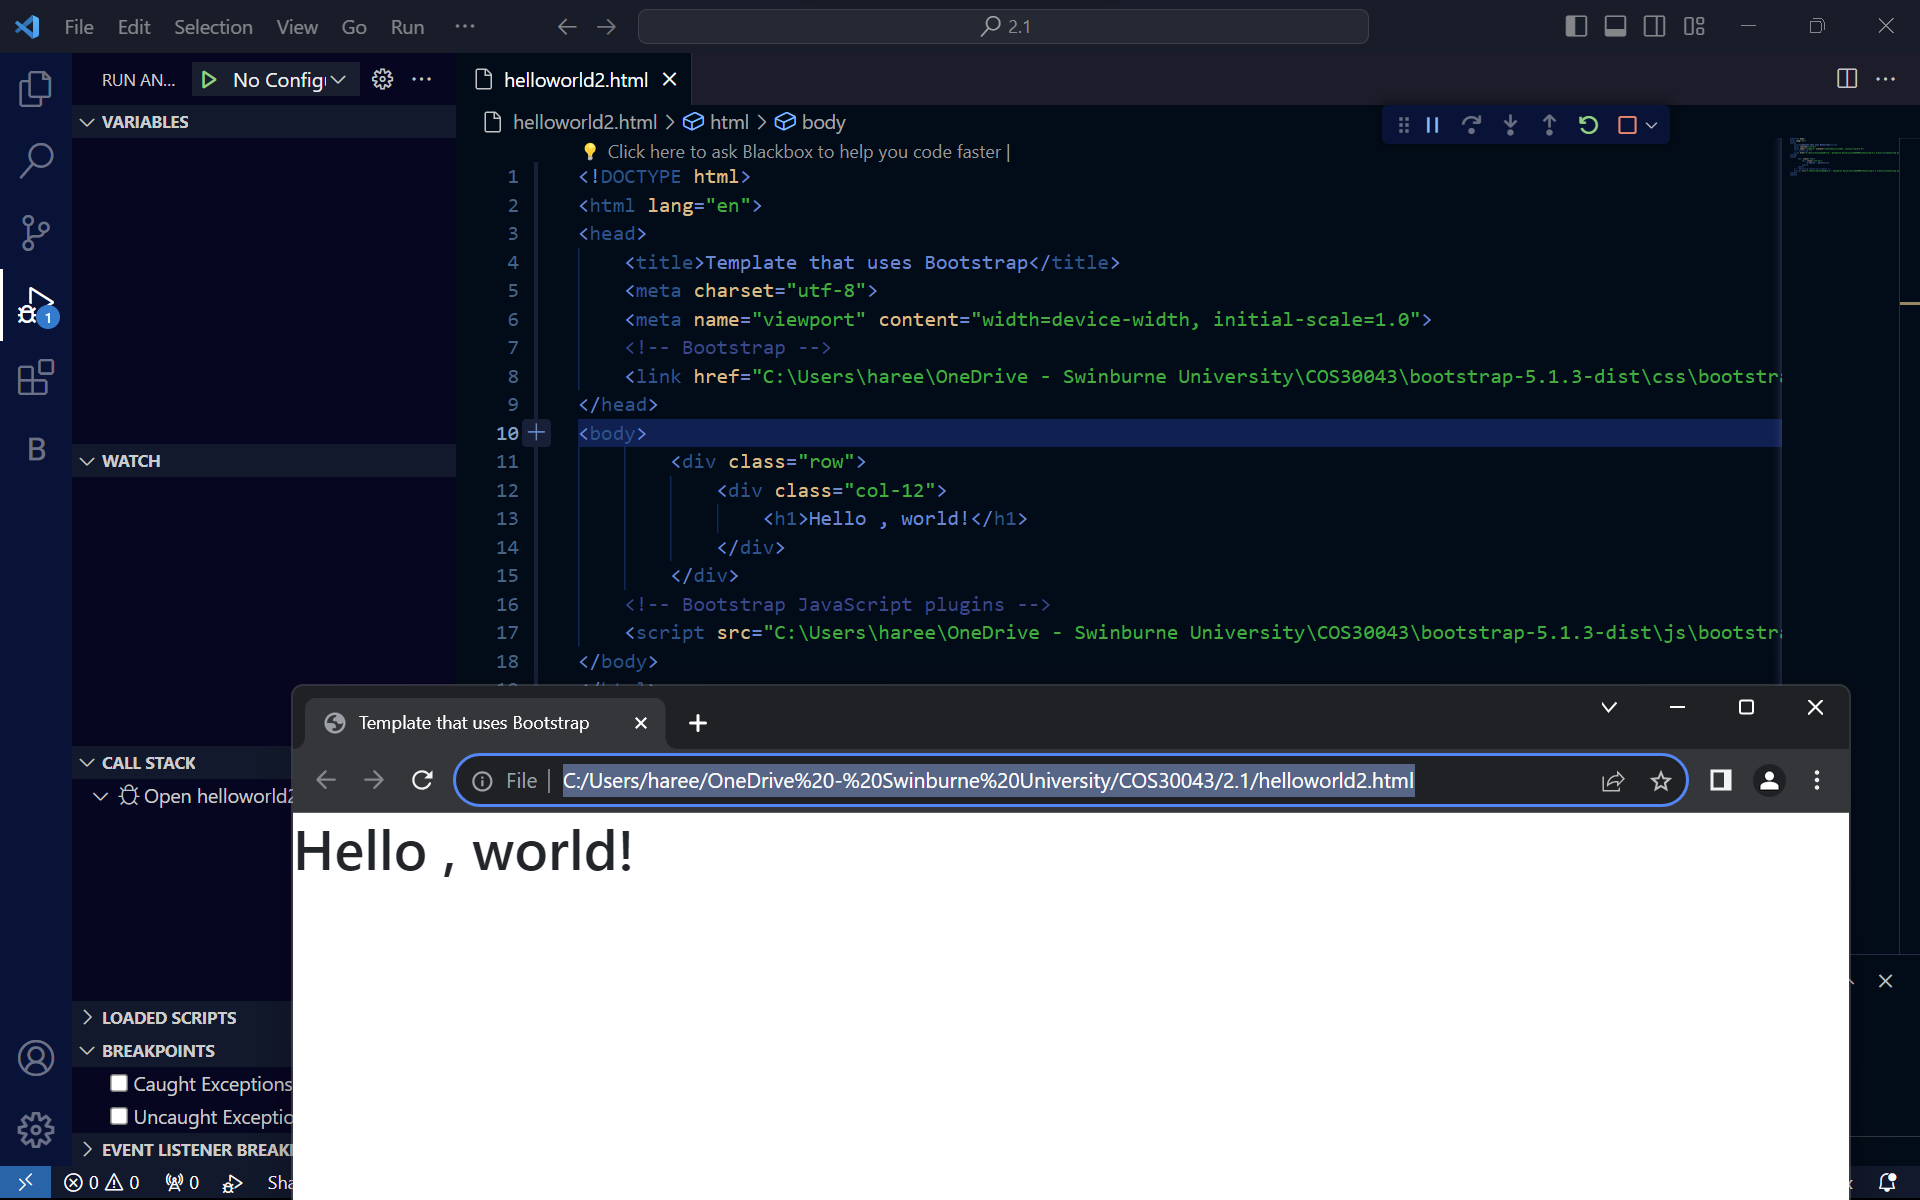 File Edit Selection View Go Run ··· 2.1
RUN AN... No Config
helloworld2.html
VARIABLES
helloworld2.html > html > body
Click here to ask Blackbox to help you code faster |
1 <!DOCTYPE html>
2 <html lang="en">
3 <head>
4 <title>Template that uses Bootstrap</title>
5 <meta charset="utf-8">
6 <meta name="viewport" content="width=device-width, initial-scale=1.0">
7 <!-- Bootstrap -->
8 <link href="C:\Users\haree\OneDrive - Swinburne University\COS30043\bootstrap-5.1.3-dist\css\bootstr
9 </head>
10 <body>
11 <div class="row">
12 <div class="col-12">
13 <h1>Hello , world!</h1>
14 </div>
15 </div>
16 <!-- Bootstrap JavaScript plugins -->
17 <script src="C:\Users\haree\OneDrive - Swinburne University\COS30043\bootstrap-5.1.3-dist\js\bootstr
18 </body>
1
B
WATCH
CALL STACK
Open helloworld2
LOADED SCRIPTS
BREAKPOINTS
Caught Exceptions
Uncaught Exceptio
EVENT LISTENER BREAK
0 0 0 Sha
Template that uses Bootstrap
File | C:/Users/haree/OneDrive%20-%20Swinburne%20University/COS30043/2.1/helloworld2.html
Hello , world!